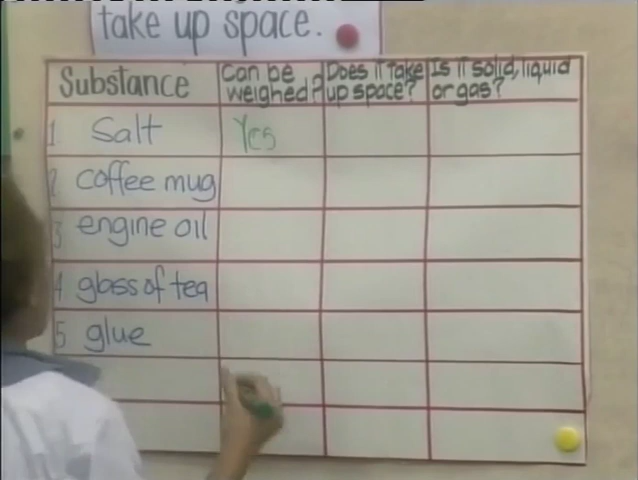 take up space.
Substance Can be weighed? Does it take up space? Is it solid, liquid or gas?
1 Salt Yes
2 coffee mug
3 engine oil
4 glass of tea
5 glue